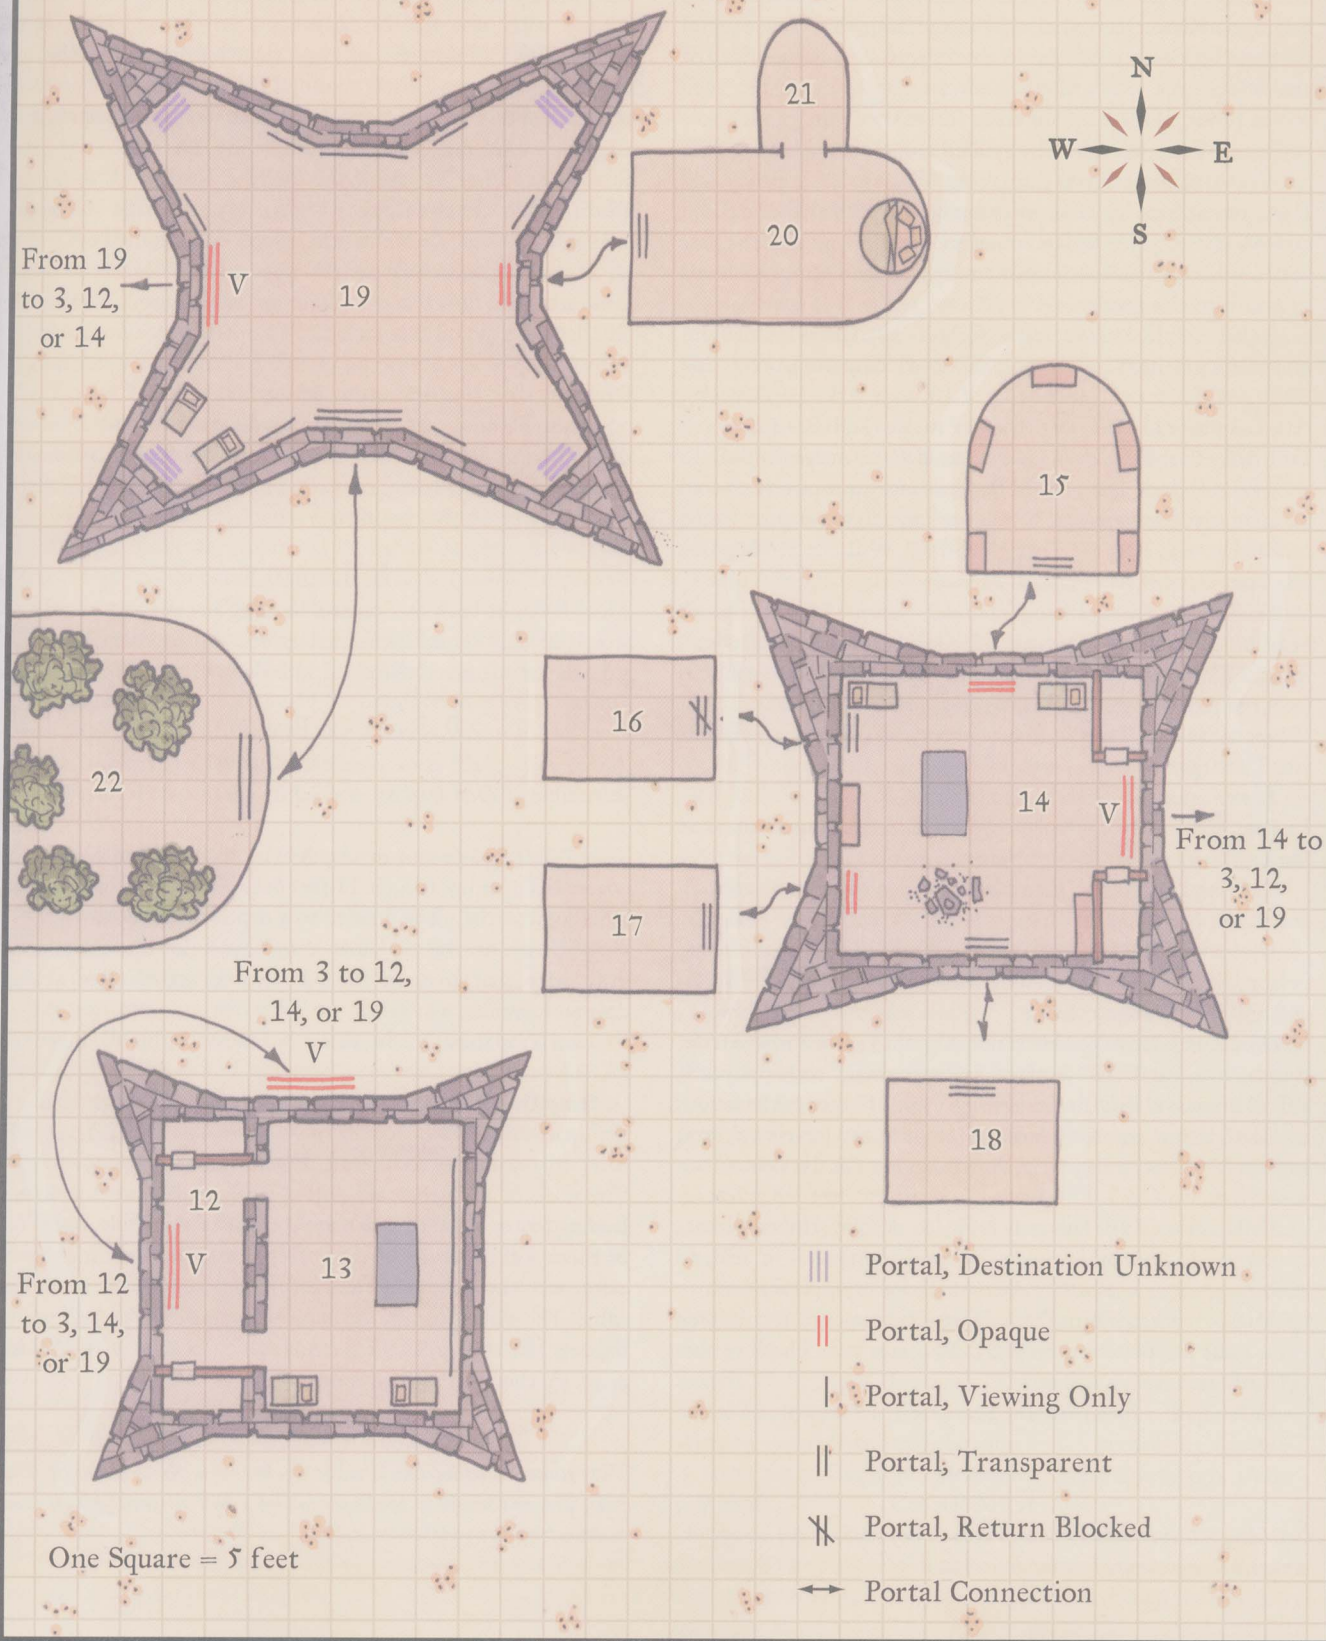 N
W
E
S
21
20
From 19
to 3, 12,
or 14
V
19
15
16
14
V
From 14 to
3, 12,
or 19
22
17
From 3 to 12,
14, or 19
V
18
12
V
13
From 12
to 3, 14,
or 19
Portal, Destination Unknown
Portal, Opaque
Portal, Viewing Only
Portal, Transparent
Portal, Return Blocked
Portal Connection
One Square = 5 feet